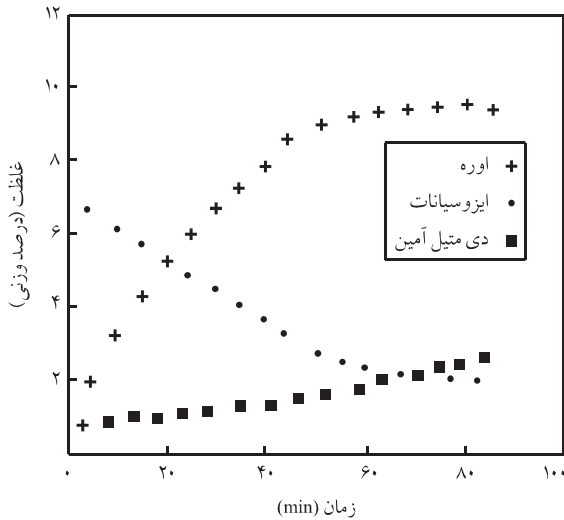 ۱۲
۱۰
۸
۶
۴
۲
غلظت (درصد وزنی)
اوره
ایزوسیانات
دی متیل آمین
۰ ۲۰ ۴۰ ۶۰ ۸۰ ۱۰۰
زمان (min)